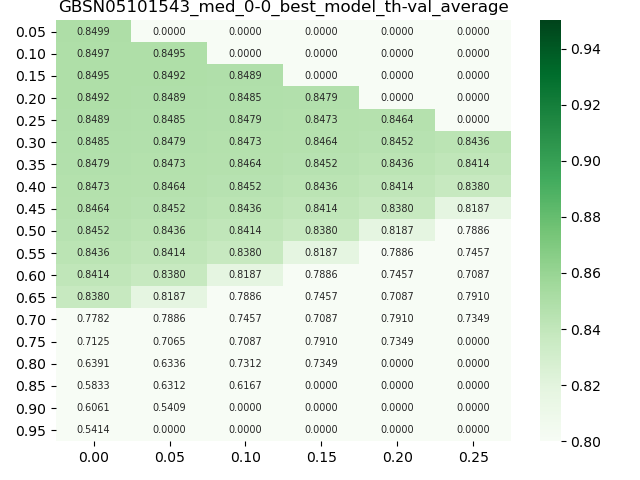 GBSN05101543_med_0-0_best_model_th-val_average
0.05 0.8499 0.0000 0.0000 0.0000 0.0000 0.0000
0.10 0.8497 0.8495 0.0000 0.0000 0.0000 0.0000
0.15 0.8495 0.8492 0.8489 0.0000 0.0000 0.0000
0.20 0.8492 0.8489 0.8485 0.8479 0.0000 0.0000
0.25 0.8489 0.8485 0.8479 0.8473 0.8464 0.0000
0.30 0.8485 0.8479 0.8473 0.8464 0.8452 0.8436
0.35 0.8479 0.8473 0.8464 0.8452 0.8436 0.8414
0.40 0.8473 0.8464 0.8452 0.8436 0.8414 0.8380
0.45 0.8464 0.8452 0.8436 0.8414 0.8380 0.8187
0.50 0.8452 0.8436 0.8414 0.8380 0.8187 0.7886
0.55 0.8436 0.8414 0.8380 0.8187 0.7886 0.7457
0.60 0.8414 0.8380 0.8187 0.7886 0.7457 0.7087
0.65 0.8380 0.8187 0.7886 0.7457 0.7087 0.7910
0.70 0.7782 0.7886 0.7457 0.7087 0.7910 0.7349
0.75 0.7125 0.7065 0.7087 0.7910 0.7349 0.0000
0.80 0.6391 0.6336 0.7312 0.7349 0.0000 0.0000
0.85 0.5833 0.6312 0.6167 0.0000 0.0000 0.0000
0.90 0.6061 0.5409 0.0000 0.0000 0.0000 0.0000
0.95 0.5414 0.0000 0.0000 0.0000 0.0000 0.0000
0.00 0.05 0.10 0.15 0.20 0.25
0.94
0.92
0.90
0.88
0.86
0.84
0.82
0.80